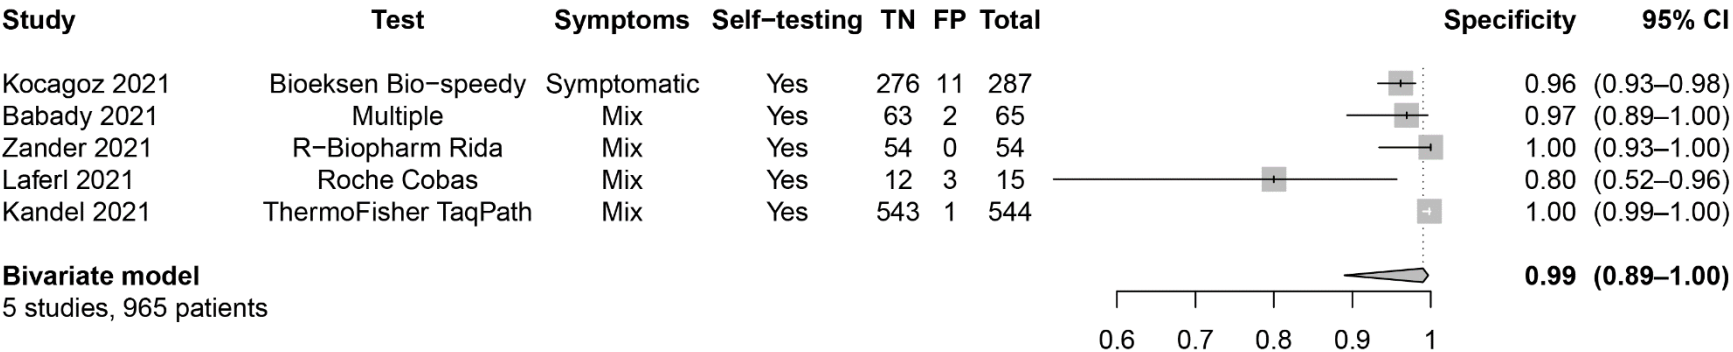 Study Test Symptoms Self−testing TN FP Total Specificity 95% CI
Kocagoz 2021 Bioeksen Bio−speedy Symptomatic Yes 276 11 287 0.96 (0.93–0.98)
Babady 2021 Multiple Mix Yes 63 2 65 0.97 (0.89–1.00)
Zander 2021 R−Biopharm Rida Mix Yes 54 0 54 1.00 (0.93–1.00)
Laferl 2021 Roche Cobas Mix Yes 12 3 15 0.80 (0.52–0.96)
Kandel 2021 ThermoFisher TaqPath Mix Yes 543 1 544 1.00 (0.99–1.00)
Bivariate model 0.99 (0.89–1.00)
5 studies, 965 patients
0.6 0.7 0.8 0.9 1